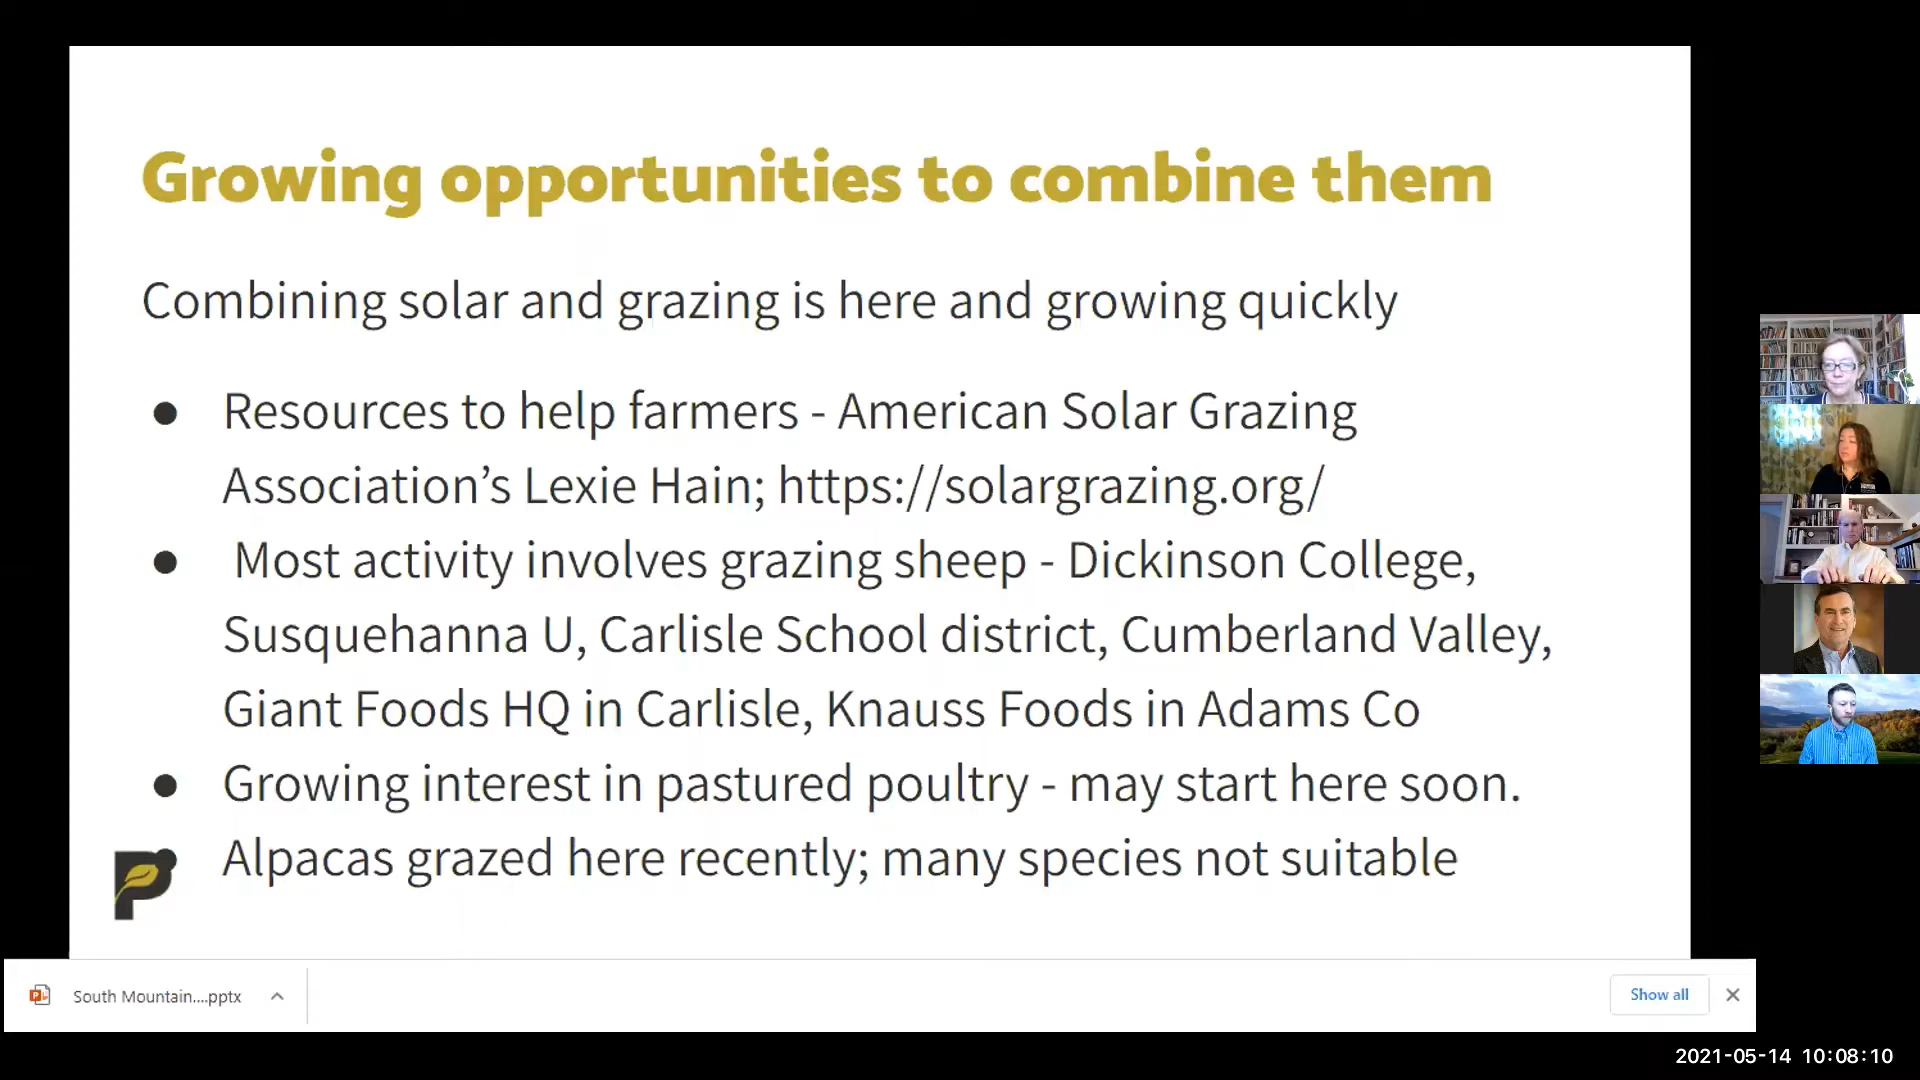 Growing opportunities to combine them
Combining solar and grazing is here and growing quickly
● Resources to help farmers - American Solar Grazing
Association’s Lexie Hain; https://solargrazing.org/
● Most activity involves grazing sheep - Dickinson College,
Susquehanna U, Carlisle School district, Cumberland Valley,
Giant Foods HQ in Carlisle, Knauss Foods in Adams Co
● Growing interest in pastured poultry - may start here soon.
● Alpacas grazed here recently; many species not suitable
South Mountain....pptx
Show all
2021-05-14 10:08:10